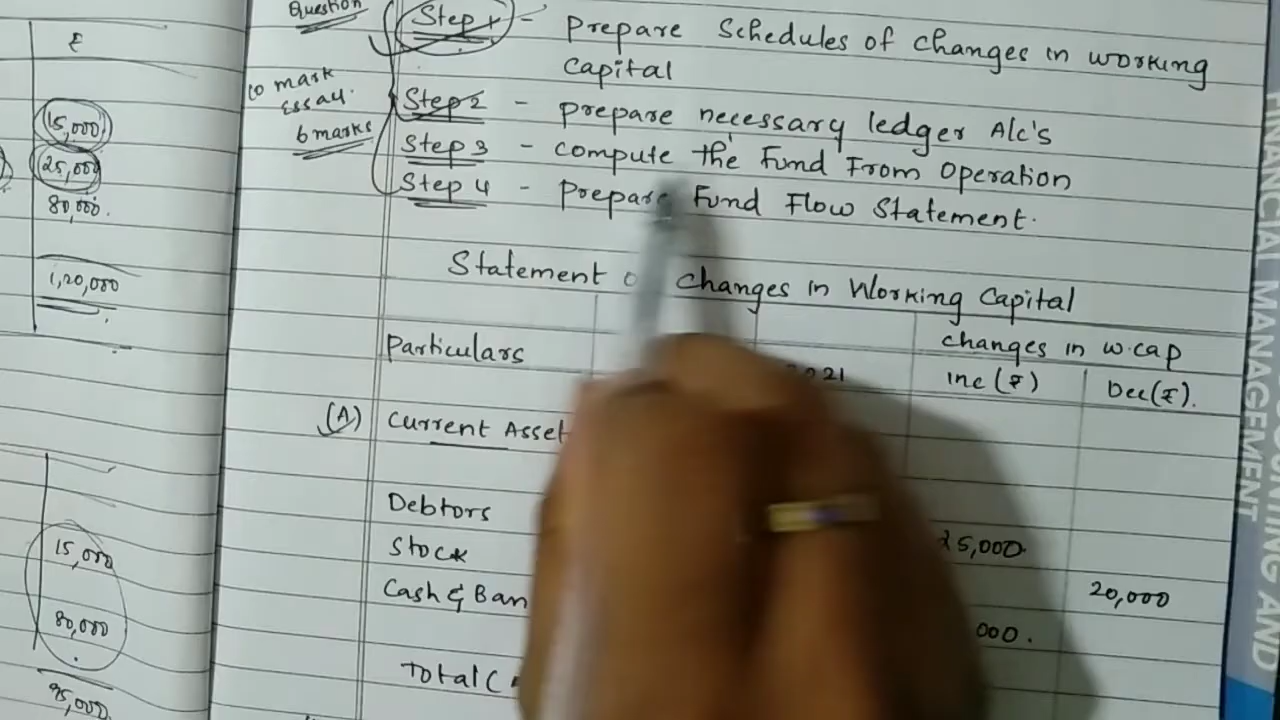 Question
Step 1 - Prepare Schedules of Changes in working
Capital
10 mark
essay.
Step 2 - prepare necessary ledger A/c's
6 marks
Step 3 - compute the Fund From Operation
Step 4 - Prepare Fund Flow Statement.
Statement changes in Working Capital
Particulars
changes in w.cap
Inc (₹)
Dec (₹).
(A) Current Asset
Debtors
Stock
25,000.
Cash & Ban
20,000
000.
Total
₹
15,000
25,000
80,000.
1,20,000
15,000
80,000
95,000
FINANCIAL MANAGEMENT